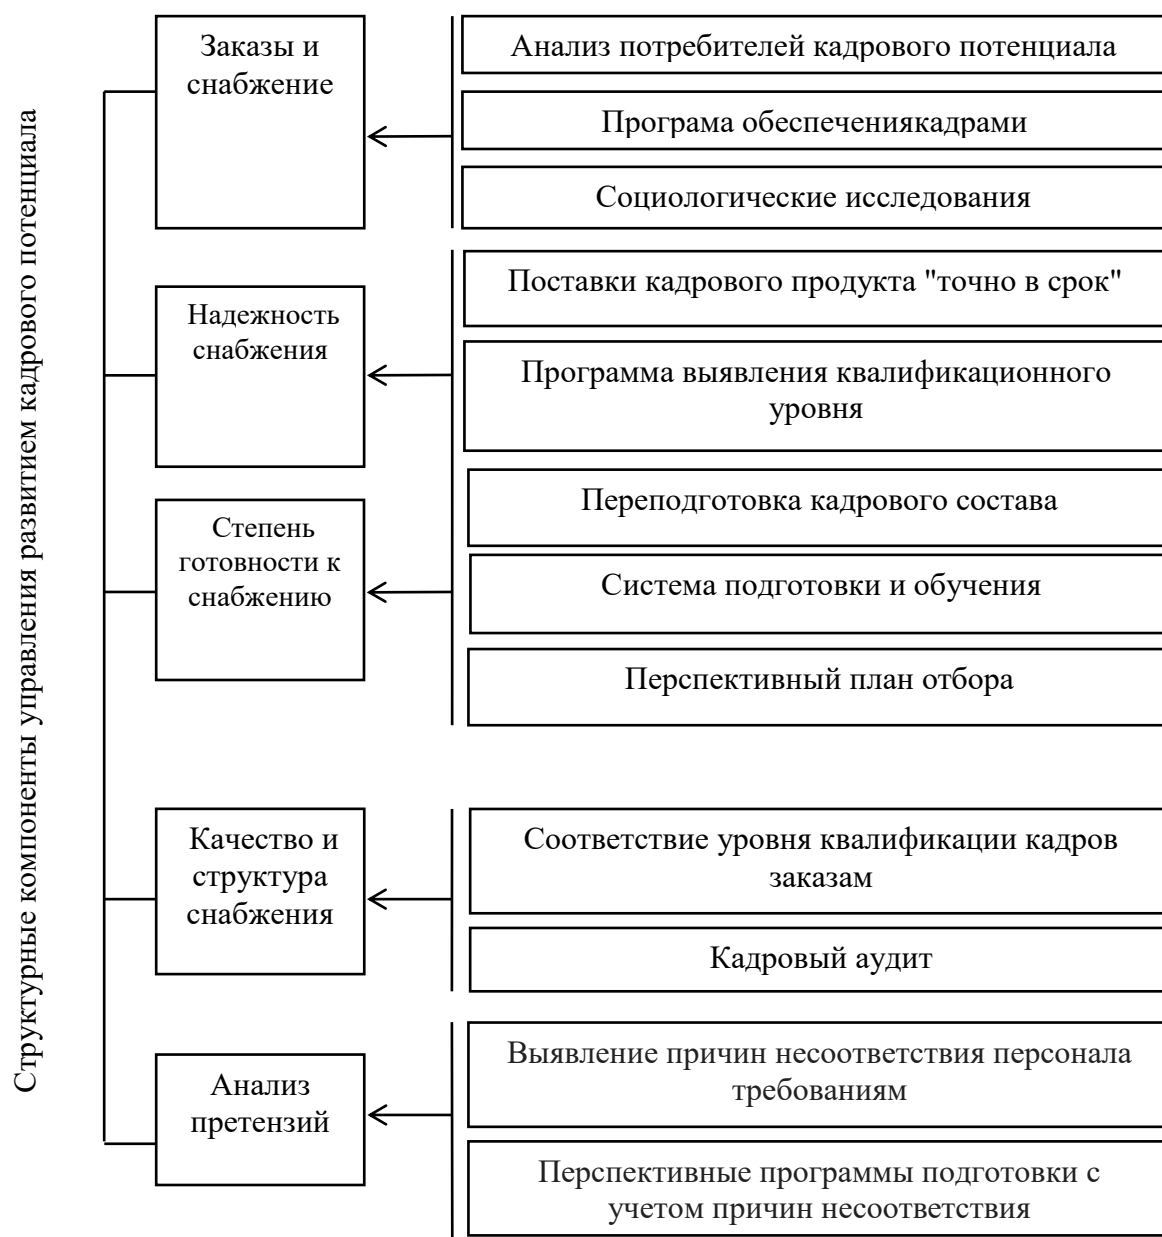 Структурные компоненты управления развитием кадрового потенциала
Заказы и
снабжение
Анализ потребителей кадрового потенциала
Програма обеспечениякадрами
Социологические исследования
Надежность
снабжения
Поставки кадрового продукта "точно в срок"
Программа выявления квалификационного
уровня
Степень
готовности к
снабжению
Переподготовка кадрового состава
Система подготовки и обучения
Перспективный план отбора
Качество и
структура
снабжения
Соответствие уровня квалификации кадров
заказам
Кадровый аудит
Анализ
претензий
Выявление причин несоответствия персонала
требованиям
Перспективные программы подготовки с
учетом причин несоответствия